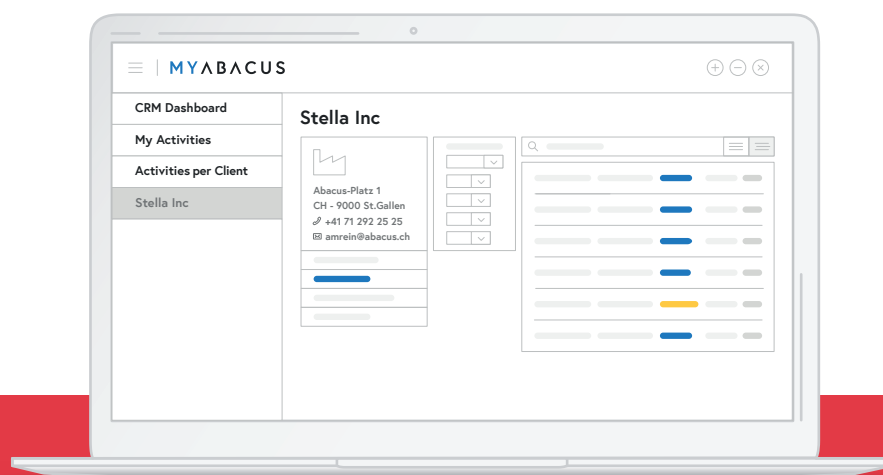 MYABACUS
CRM Dashboard
My Activities
Activities per Client
Stella Inc
Stella Inc
Abacus-Platz 1
CH - 9000 St.Gallen
+41 71 292 25 25
amrein@abacus.ch